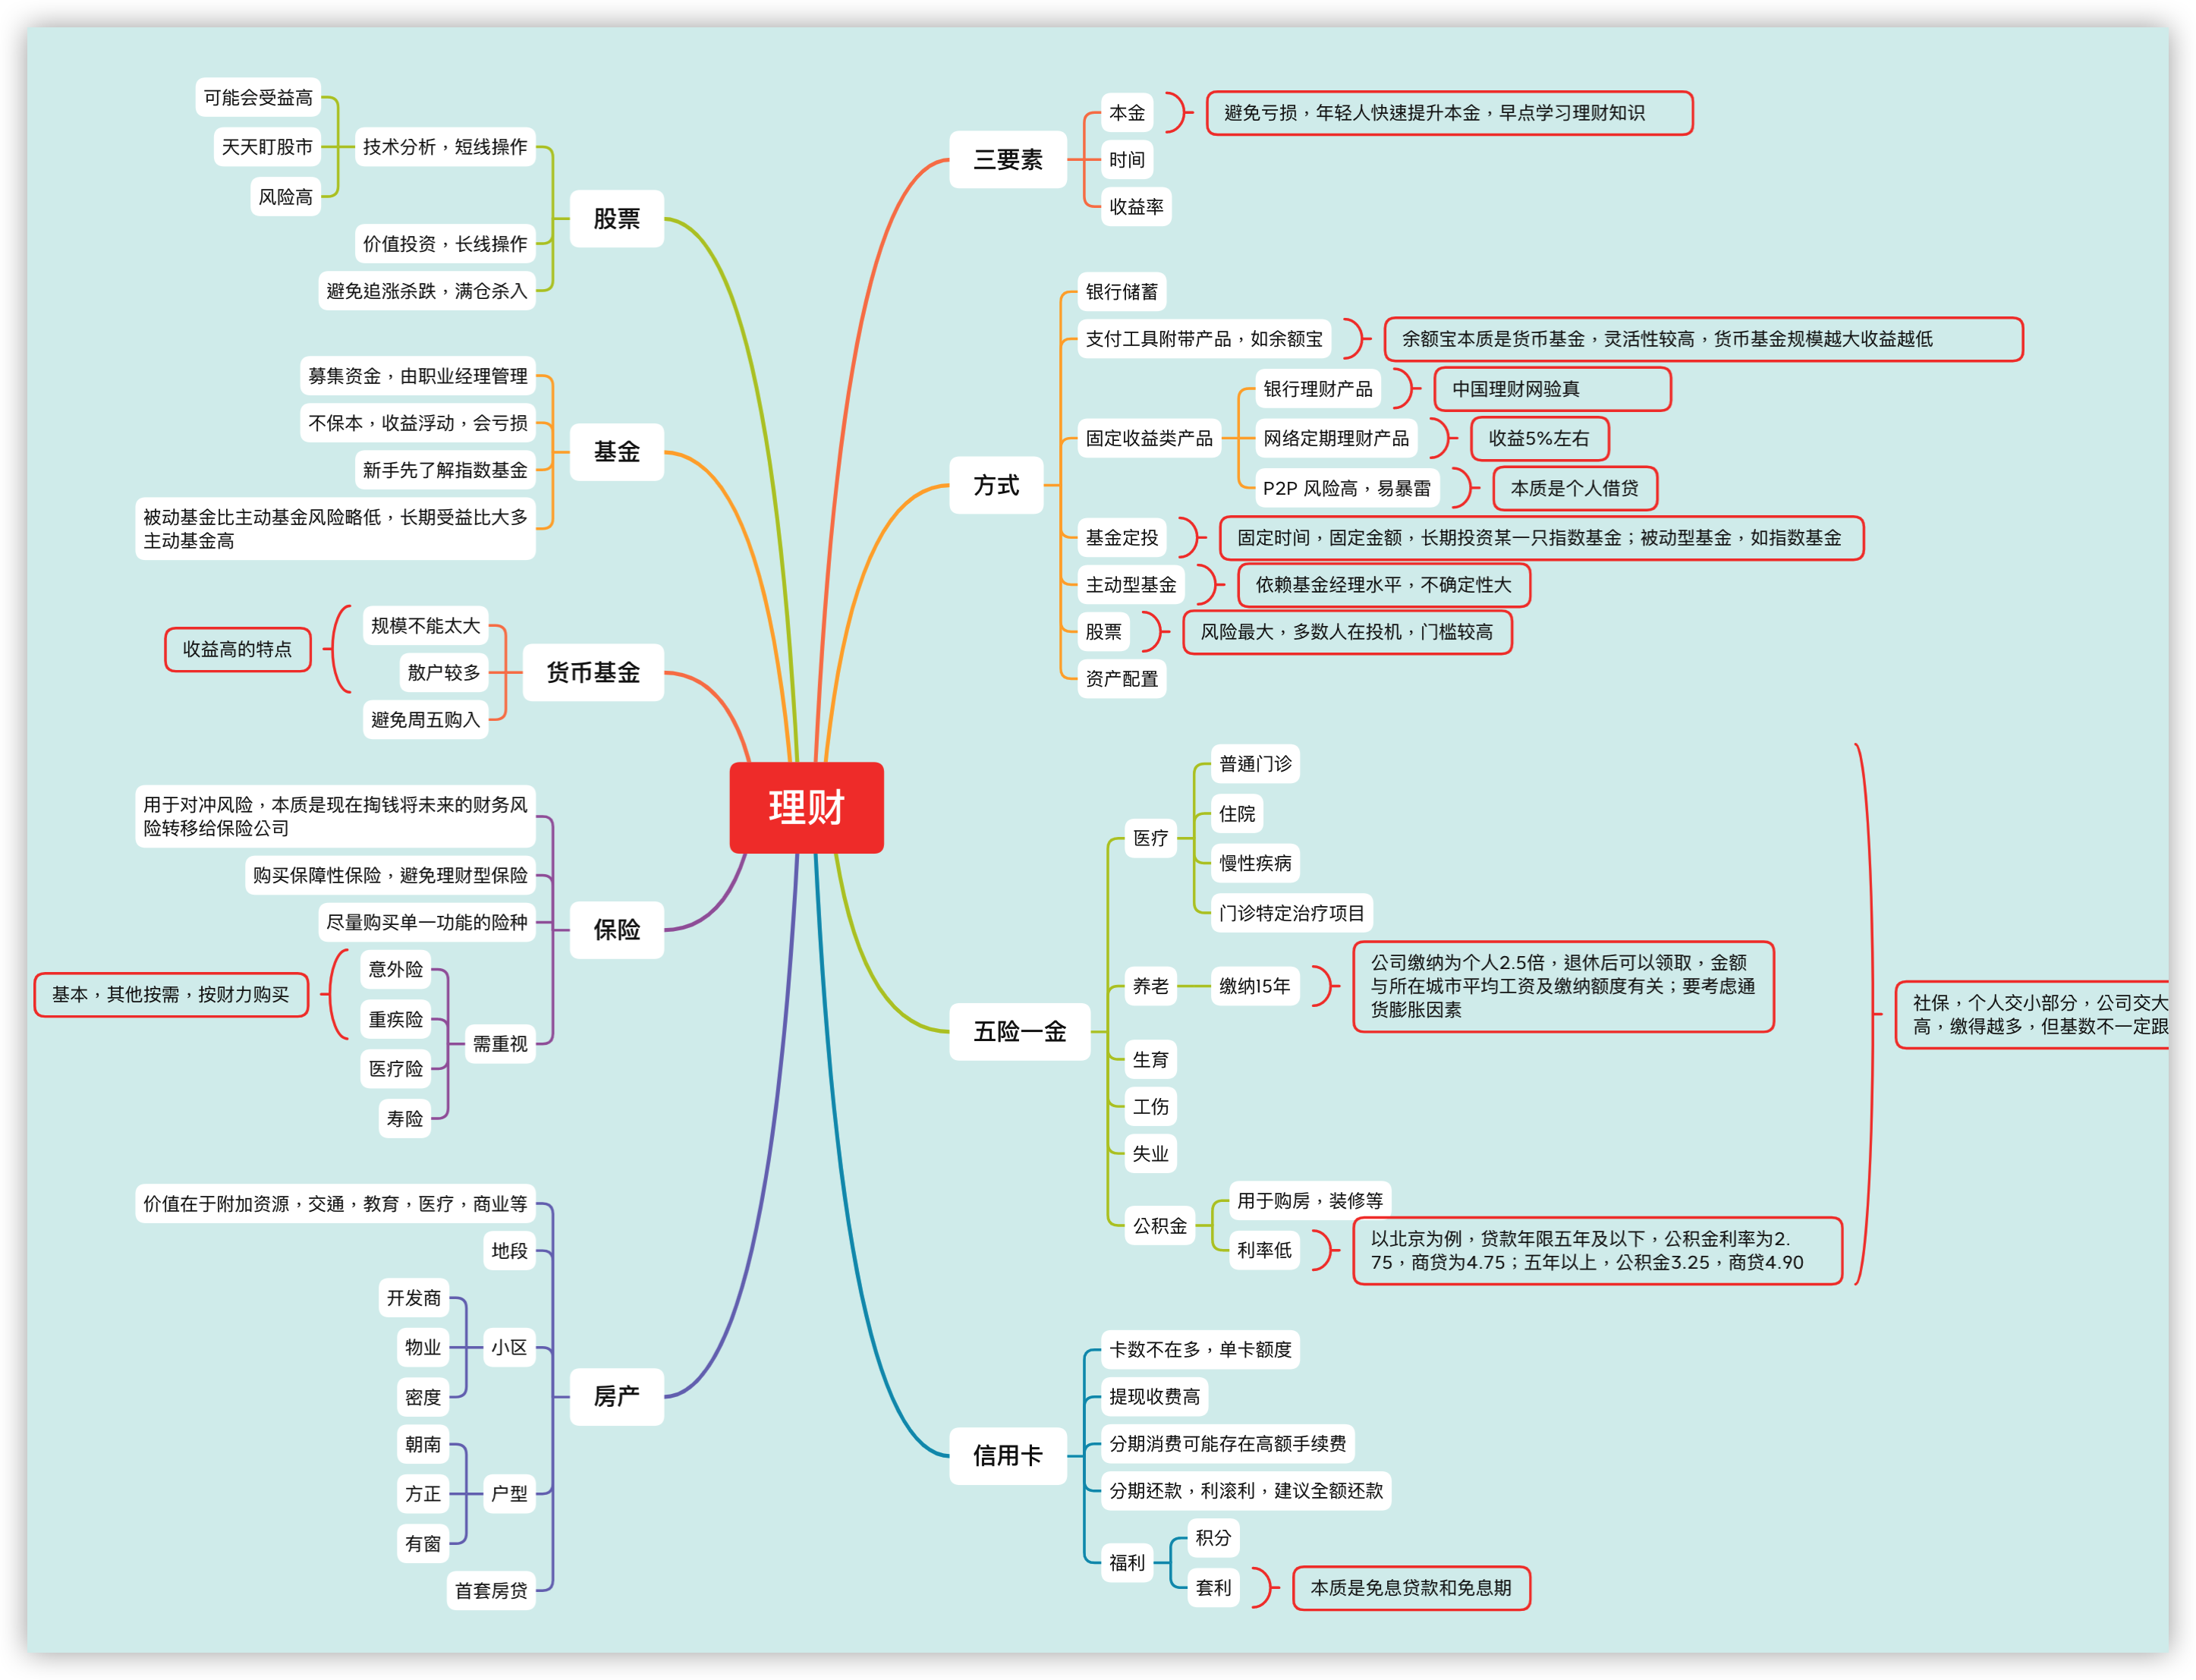 理财
三要素
本金
避免亏损，年轻人快速提升本金，早点学习理财知识
时间
收益率
方式
银行储蓄
支付工具附带产品，如余额宝
余额宝本质是货币基金，灵活性较高，货币基金规模越大收益越低
固定收益类产品
银行理财产品
中国理财网验真
网络定期理财产品
收益5%左右
P2P 风险高，易暴雷
本质是个人借贷
基金定投
固定时间，固定金额，长期投资某一只指数基金；被动型基金，如指数基金
主动型基金
依赖基金经理水平，不确定性大
股票
风险最大，多数人在投机，门槛较高
资产配置
五险一金
医疗
普通门诊
住院
慢性疾病
门诊特定治疗项目
养老
缴纳15年
公司缴纳为个人2.5倍，退休后可以领取，金额
与所在城市平均工资及缴纳额度有关；要考虑通
货膨胀因素
生育
工伤
失业
公积金
用于购房，装修等
利率低
以北京为例，贷款年限五年及以下，公积金利率为2.
75，商贷为4.75；五年以上，公积金3.25，商贷4.90
社保，个人交小部分，公司交大
高，缴得越多，但基数不一定跟
信用卡
卡数不在多，单卡额度
提现收费高
分期消费可能存在高额手续费
分期还款，利滚利，建议全额还款
福利
积分
套利
本质是免息贷款和免息期
股票
技术分析，短线操作
可能会受益高
天天盯股市
风险高
价值投资，长线操作
避免追涨杀跌，满仓杀入
基金
募集资金，由职业经理管理
不保本，收益浮动，会亏损
新手先了解指数基金
被动基金比主动基金风险略低，长期受益比大多
主动基金高
货币基金
规模不能太大
散户较多
收益高的特点
避免周五购入
保险
用于对冲风险，本质是现在掏钱将未来的财务风
险转移给保险公司
购买保障性保险，避免理财型保险
尽量购买单一功能的险种
需重视
意外险
重疾险
基本，其他按需，按财力购买
医疗险
寿险
房产
价值在于附加资源，交通，教育，医疗，商业等
地段
小区
开发商
物业
密度
户型
朝南
方正
有窗
首套房贷